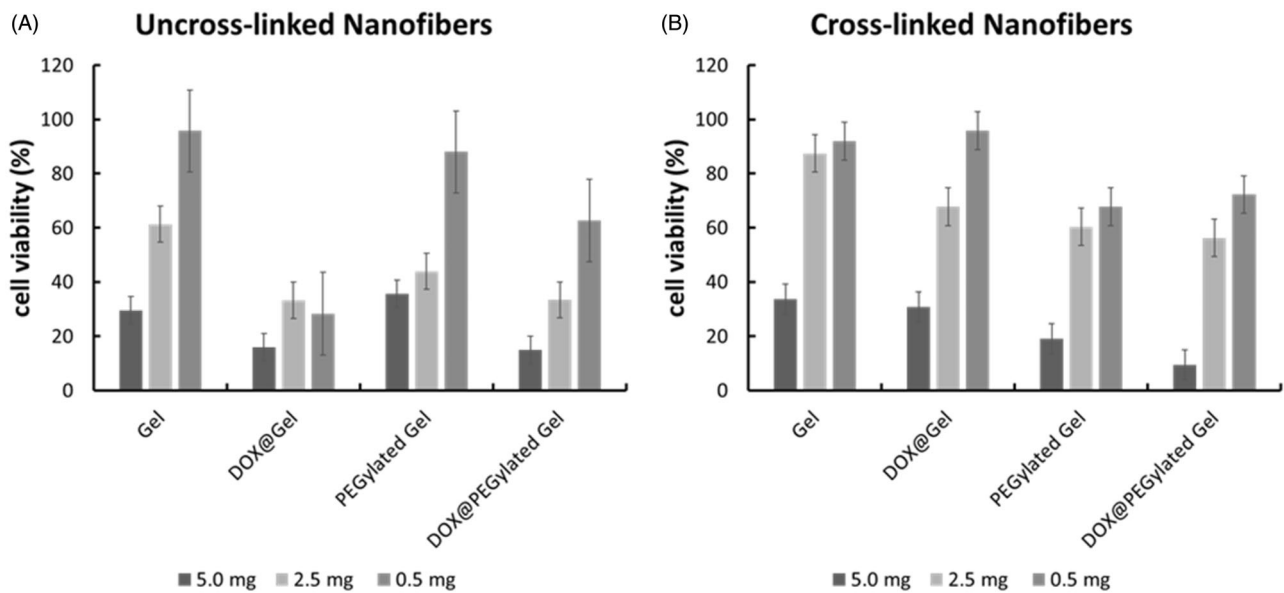 (A)
Uncross-linked Nanofibers
cell viability (%)
120
100
80
60
40
20
0
Gel
DOX@Gel
PEGylated Gel
DOX@PEGylated Gel
5.0 mg 2.5 mg 0.5 mg
(B)
Cross-linked Nanofibers
cell viability (%)
120
100
80
60
40
20
0
Gel
DOX@Gel
PEGylated Gel
DOX@PEGylated Gel
5.0 mg 2.5 mg 0.5 mg